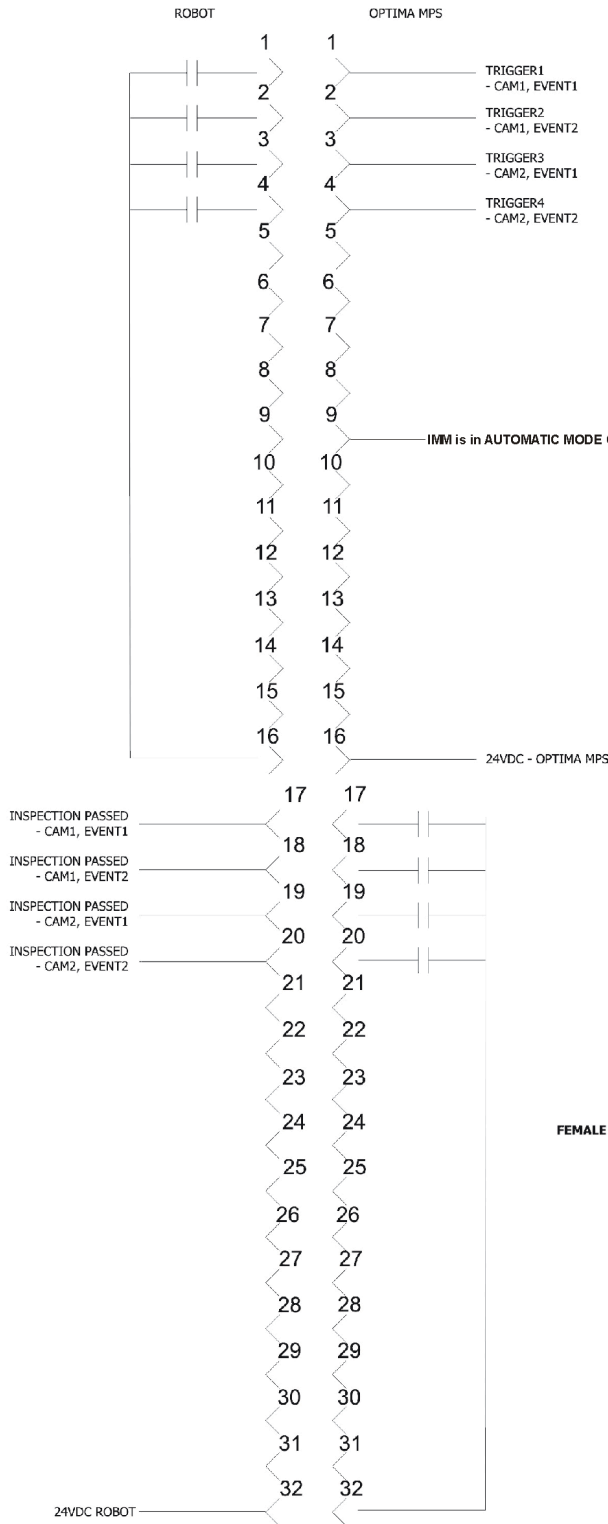 ROBOT OPTIMA MPS
1 1
TRIGGER1
- CAM1, EVENT1
2 2
TRIGGER2
- CAM1, EVENT2
3 3
TRIGGER3
- CAM2, EVENT1
4 4
TRIGGER4
- CAM2, EVENT2
5 5
6 6
7 7
8 8
9 9
IMM is in AUTOMATIC MODE
10 10
11 11
12 12
13 13
14 14
15 15
16 16
24VDC - OPTIMA MPS
17 17
INSPECTION PASSED
- CAM1, EVENT1
18 18
INSPECTION PASSED
- CAM1, EVENT2
19 19
INSPECTION PASSED
- CAM2, EVENT1
20 20
INSPECTION PASSED
- CAM2, EVENT2
21 21
22 22
23 23
24 24
FEMALE
25 25
26 26
27 27
28 28
29 29
30 30
31 31
32 32
24VDC ROBOT